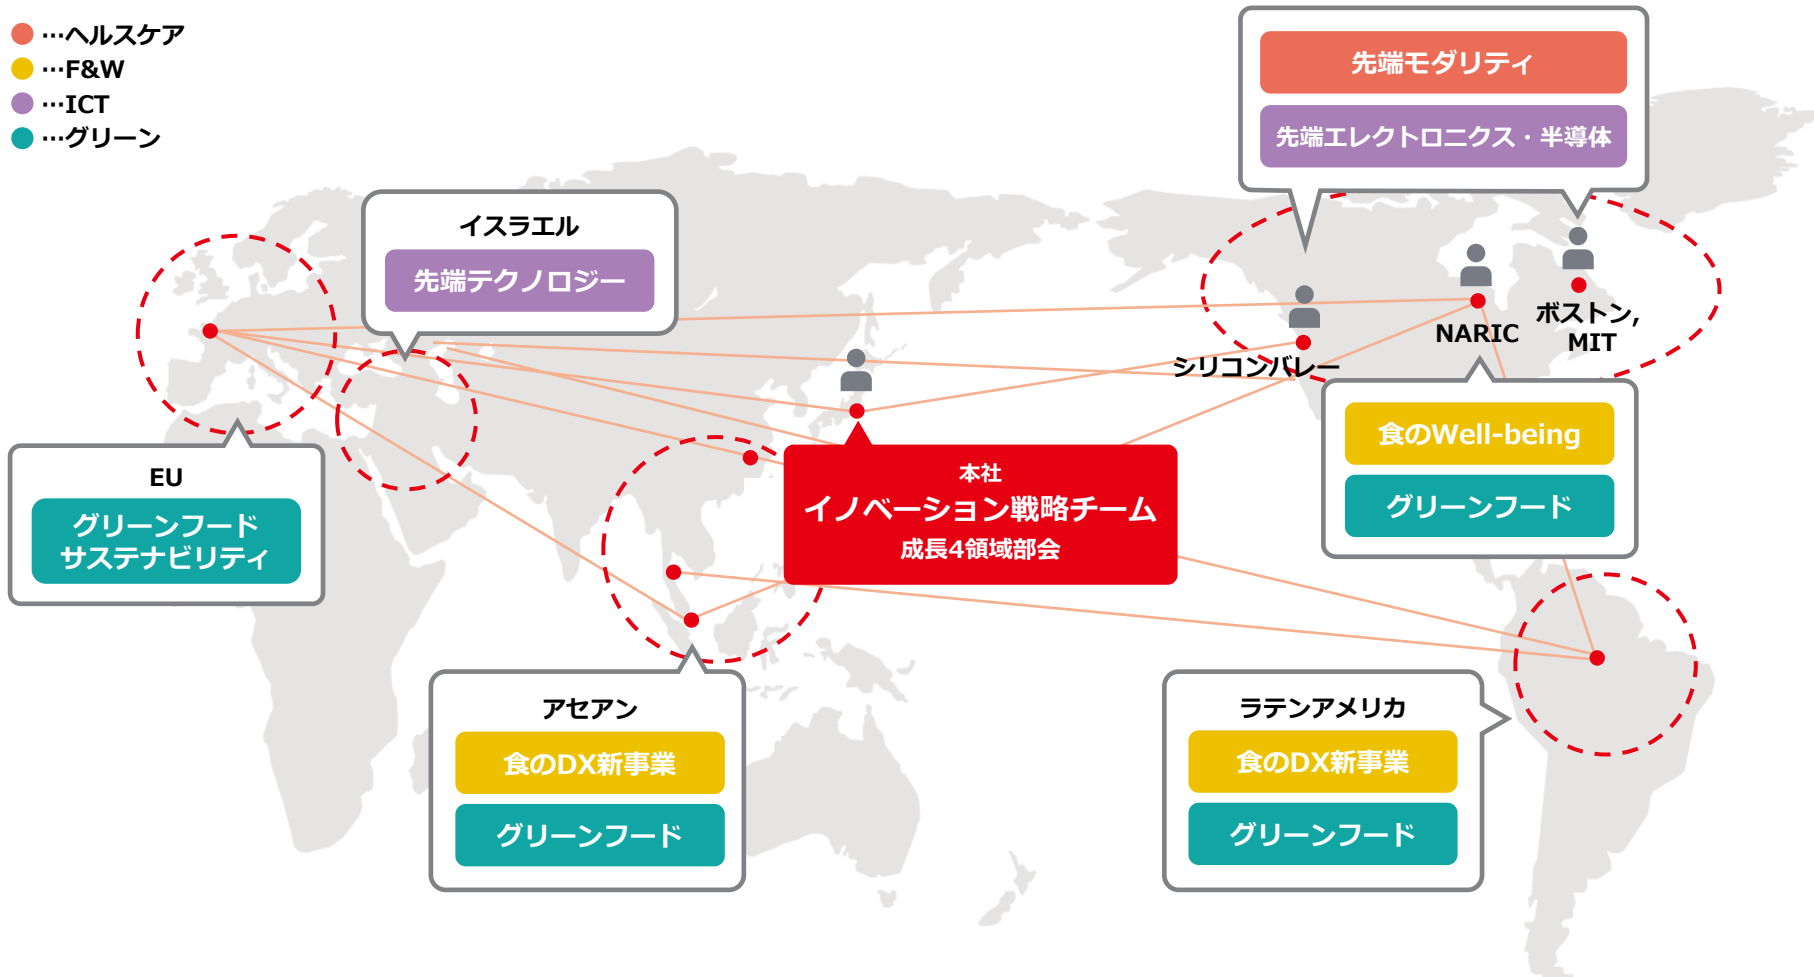 …ヘルスケア
…F&W
…ICT
…グリーン
先端モダリティ
先端エレクトロニクス・半導体
イスラエル
先端テクノロジー
シリコンバレー
NARIC
ボストン,
MIT
食のWell-being
グリーンフード
EU
グリーンフード
サステナビリティ
本社
イノベーション戦略チーム
成長4領域部会
アセアン
食のDX新事業
グリーンフード
ラテンアメリカ
食のDX新事業
グリーンフード